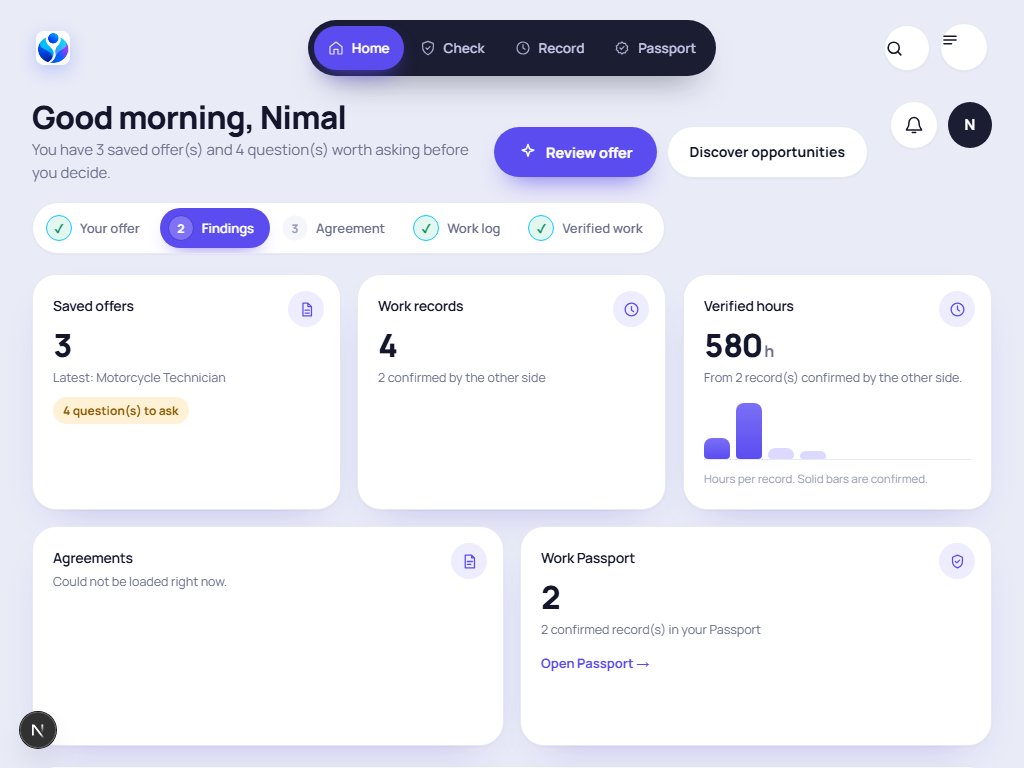 Home
Check
Record
Passport
Good morning, Nimal
You have 3 saved offer(s) and 4 question(s) worth asking before
you decide.
Review offer
Discover opportunities
N
✓ Your offer
2 Findings
3 Agreement
✓ Work log
✓ Verified work
Saved offers
3
Latest: Motorcycle Technician
4 question(s) to ask
Work records
4
2 confirmed by the other side
Verified hours
580 h
From 2 record(s) confirmed by the other side.
Hours per record. Solid bars are confirmed.
Agreements
Could not be loaded right now.
Work Passport
2
2 confirmed record(s) in your Passport
Open Passport →
N